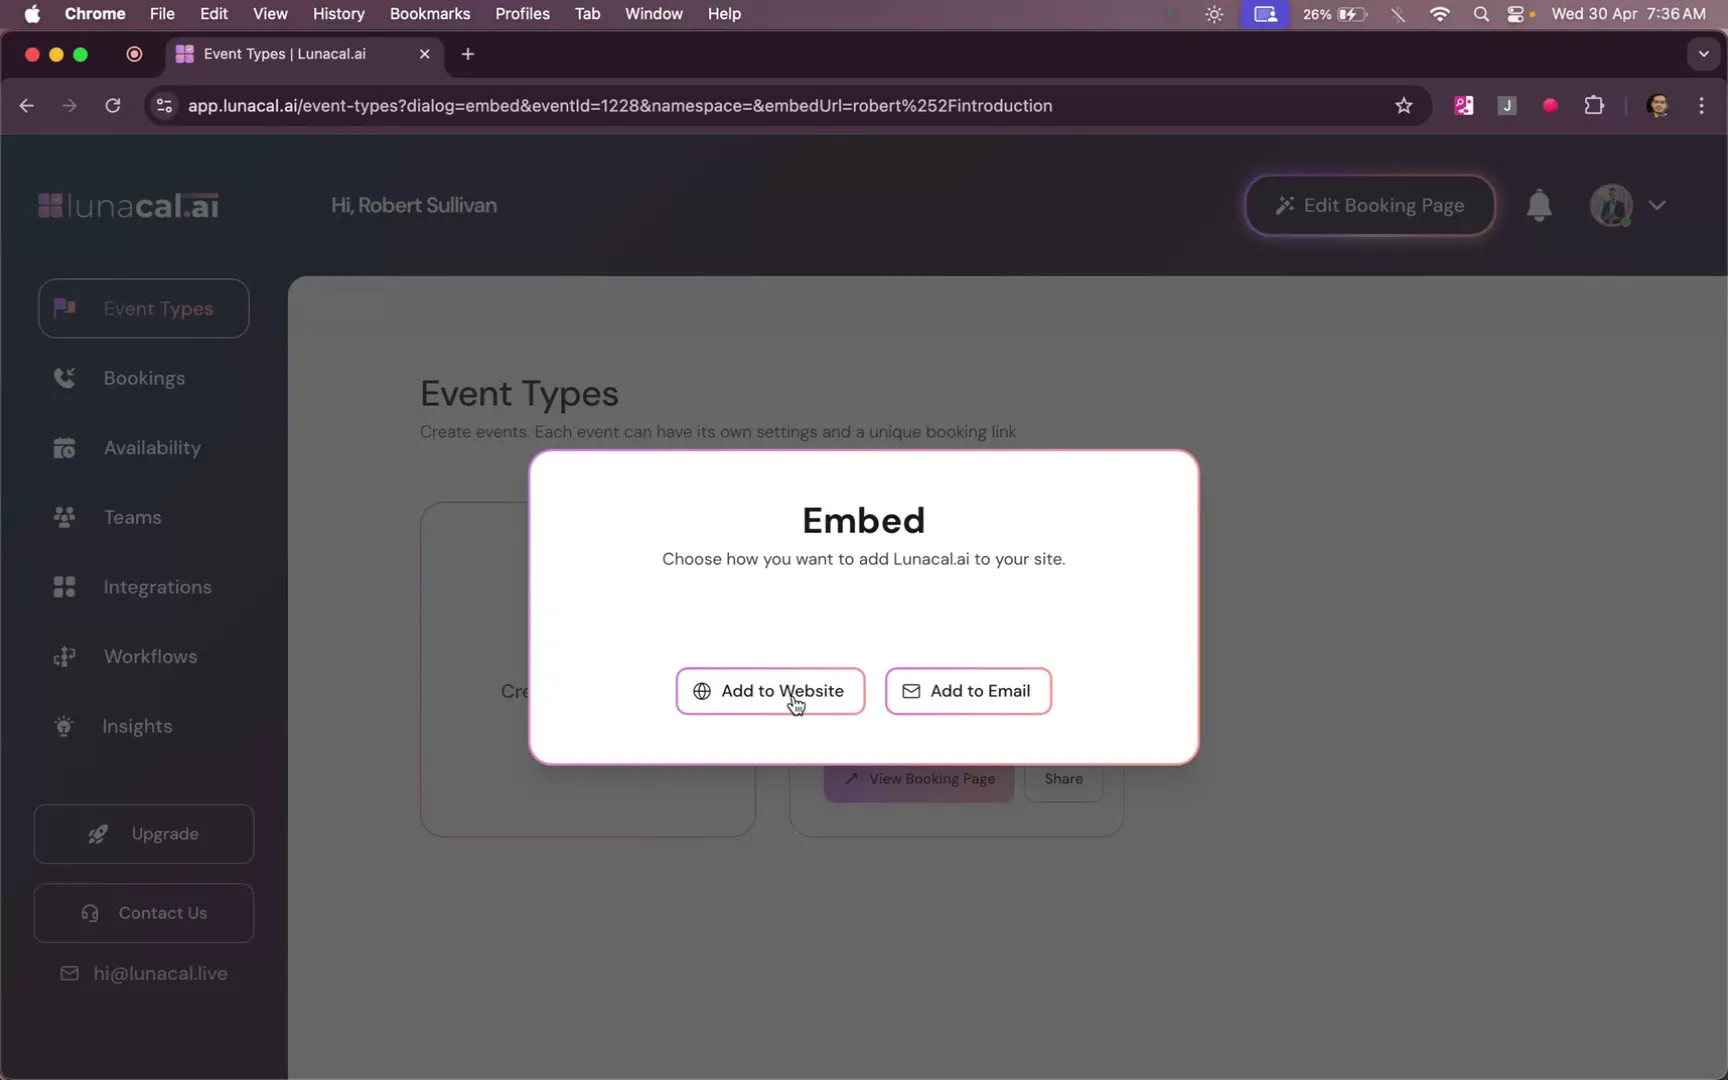 Chrome File Edit View History Bookmarks Profiles Tab Window Help 26% Wed 30 Apr 7:36 AM
Event Types | Lunacal.ai
app.lunacal.ai/event-types?dialog=embed&eventId=1228&namespace=&embedUrl=robert%252Fintroduction
J
lunacal.ai
Hi, Robert Sullivan
Edit Booking Page
Event Types
Bookings
Availability
Teams
Integrations
Workflows
Insights
Upgrade
Contact Us
hi@lunacal.live
Event Types
Create events. Each event can have its own settings and a unique booking link
Embed
Choose how you want to add Lunacal.ai to your site.
Cre
Add to Website
Add to Email
View Booking Page
Share